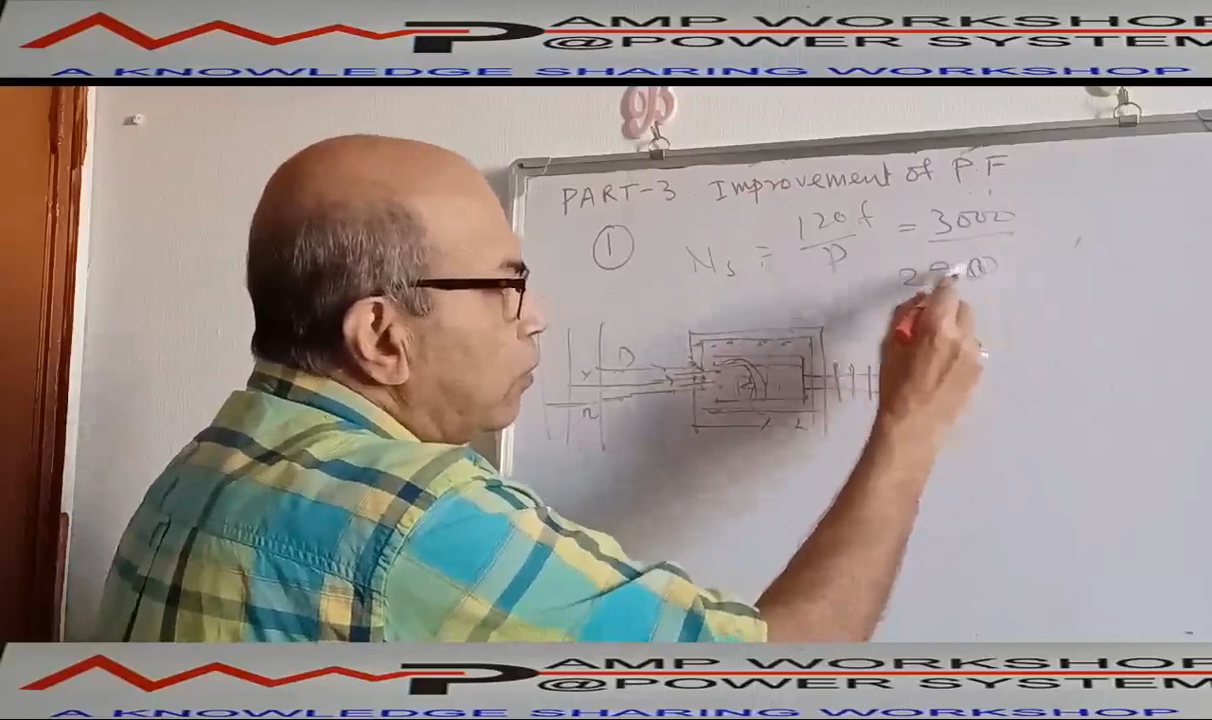 AMP WORKSHOP
@POWER SYSTEM
A KNOWLEDGE SHARING WORKSHOP
PART-3 Improvement of P.F
1
Ns = 120f / P = 3000
D
AMP WORKSHOP
@POWER SYSTEM
A KNOWLEDGE SHARING WORKSHOP